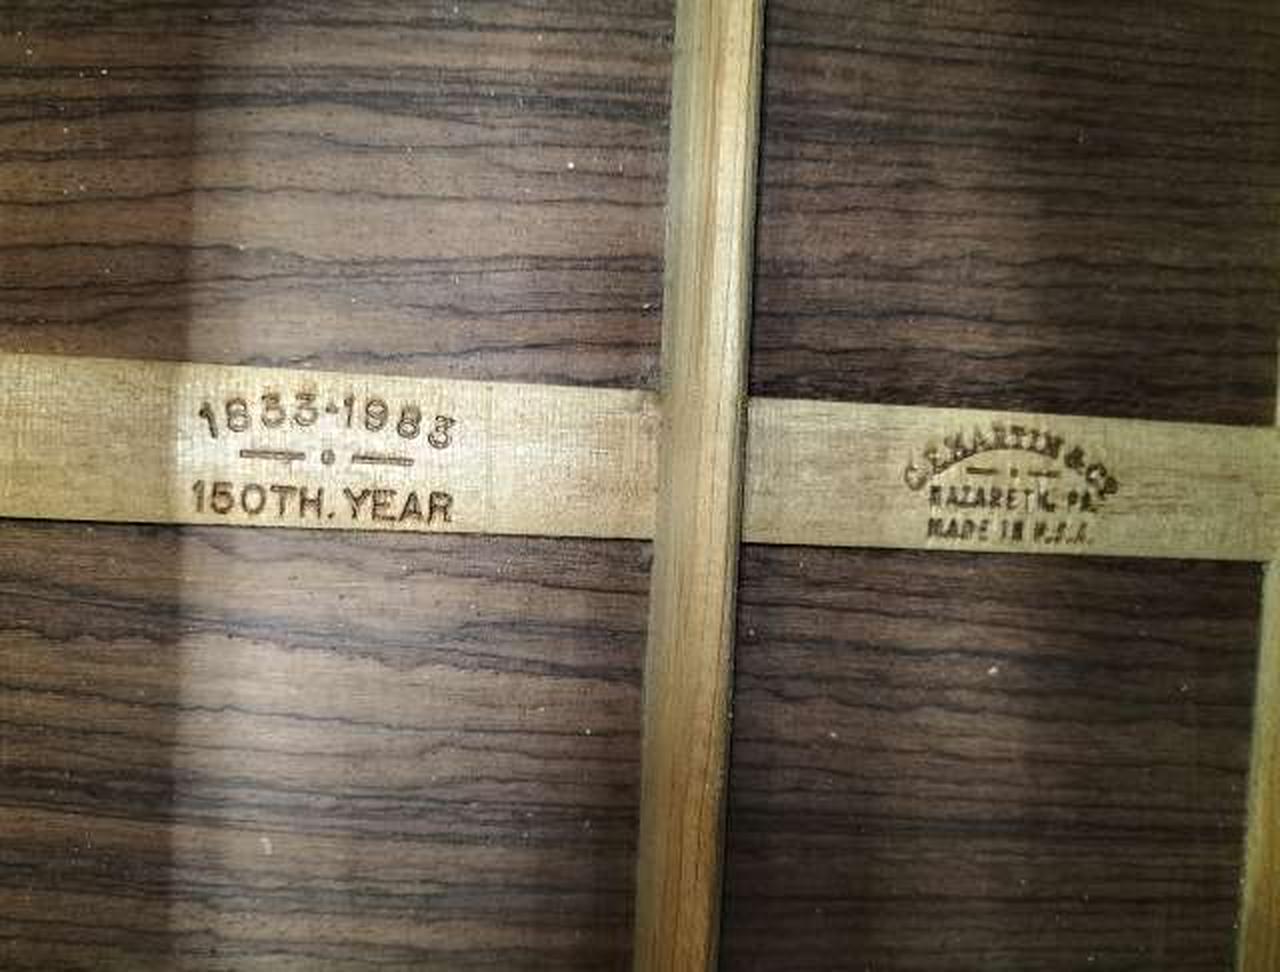 1833-1983
150TH. YEAR
C.F. MARTIN & CO.
NAZARETH, PA.
MADE IN U.S.A.